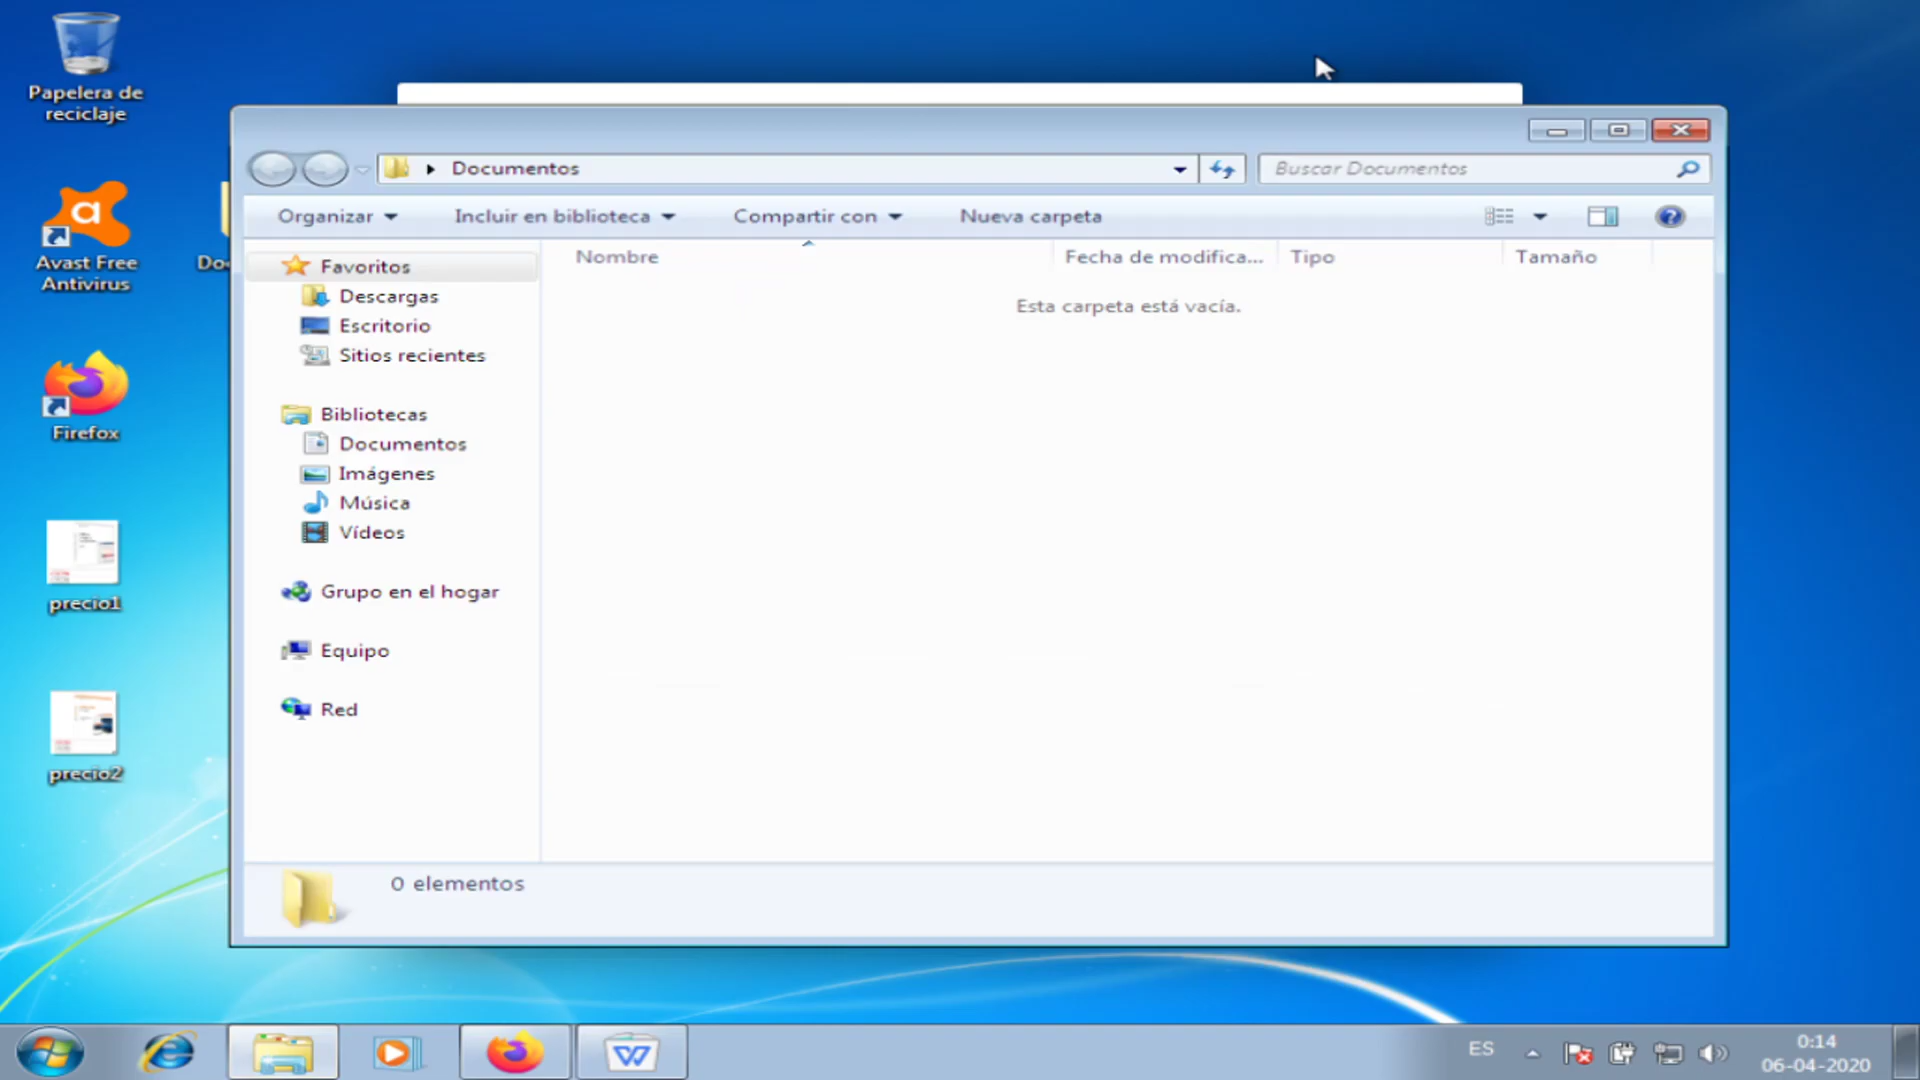 Papelera de
reciclaje
Avast Free
Antivirus
Firefox
precio1
precio2
Documentos
Buscar Documentos
Organizar
Incluir en biblioteca
Compartir con
Nueva carpeta
Nombre
Fecha de modifica...
Tipo
Tamaño
Esta carpeta está vacía.
Favoritos
Descargas
Escritorio
Sitios recientes
Bibliotecas
Documentos
Imágenes
Música
Vídeos
Grupo en el hogar
Equipo
Red
0 elementos
ES
0:14
06-04-2020